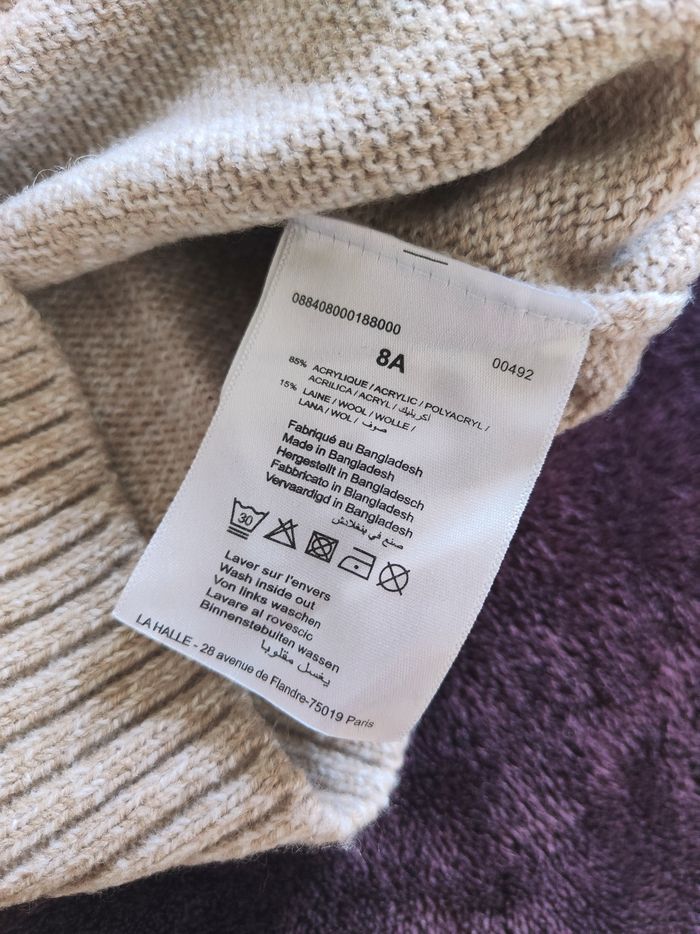 088408000188000
8A
00492
85% ACRYLIQUE / ACRYLIC / POLYACRYL /
ACRILICA / ACRYL / أكريليك
15% LAINE / WOOL / WOLLE /
LANA / WOL / صوف
Fabriqué au Bangladesh
Made in Bangladesh
Hergestellt in Bangladesch
Fabbricato in Blangladesh
Vervaardigd in Bangladesh
صنع في بنغلادش
30
Laver sur l'envers
Wash inside out
Von links waschen
Lavare al rovescio
Binnenstebuiten wassen
يغسل مقلوبا
LA HALLE - 28 avenue de Flandre-75019 Paris